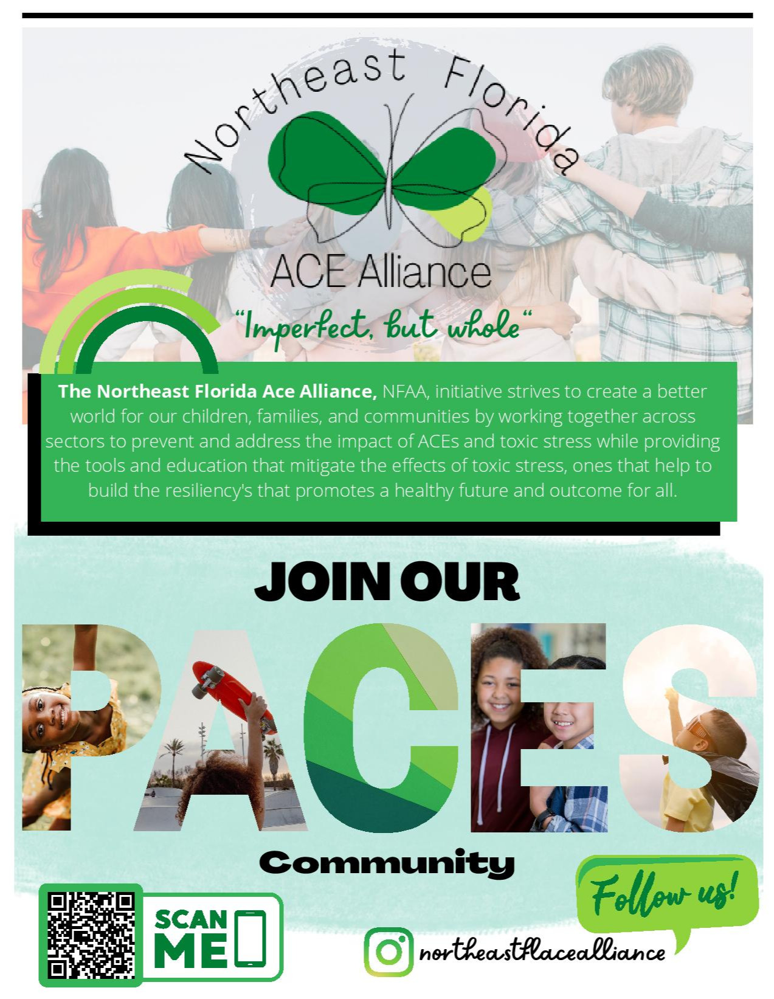 Northeast Florida
ACE Alliance
“Imperfect, but whole“
The Northeast Florida Ace Alliance, NFAA, initiative strives to create a better
world for our children, families, and communities by working together across
sectors to prevent and address the impact of ACEs and toxic stress while providing
the tools and education that mitigate the effects of toxic stress, ones that help to
build the resiliency's that promotes a healthy future and outcome for all.
JOIN OUR
PACES
Community
Follow us!
SCAN
ME
northeastflacealliance